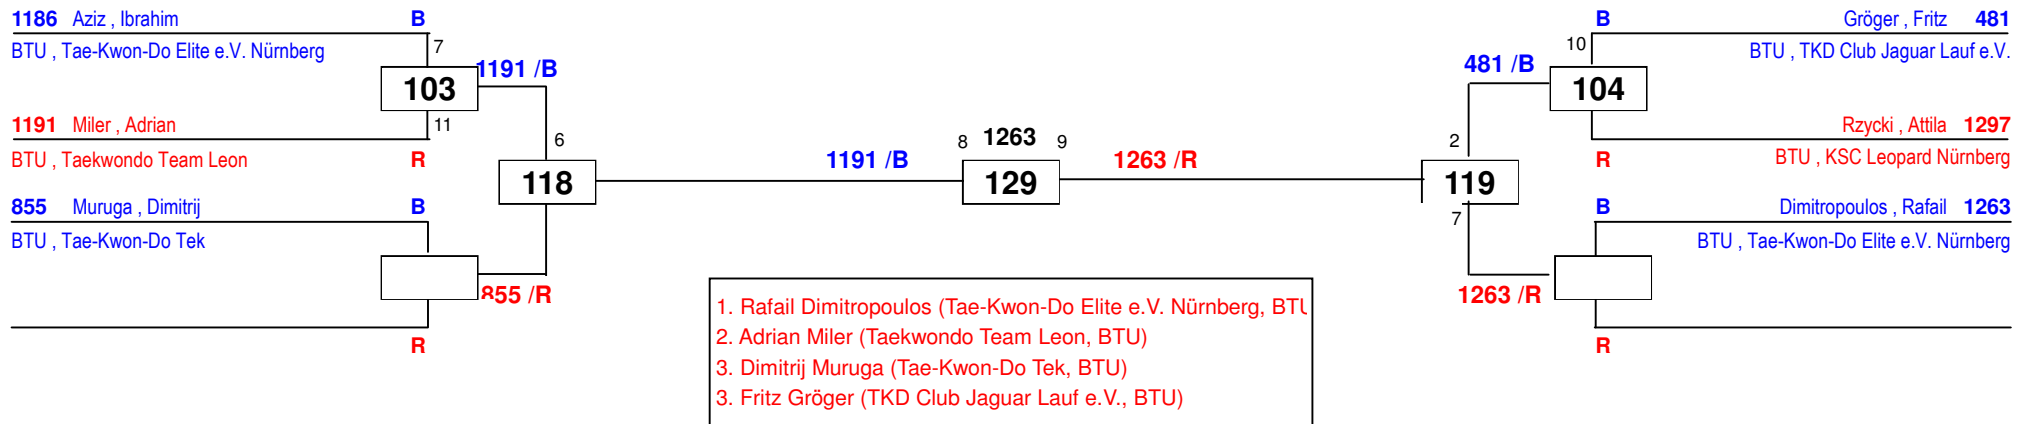 1186 Aziz , Ibrahim B
BTU , Tae-Kwon-Do Elite e.V. Nürnberg
7
103
1191 /B
11
1191 Miler , Adrian
BTU , Taekwondo Team Leon R
6
118
855 Muruga , Dimitrij B
BTU , Tae-Kwon-Do Tek
855 /R
R
1191 /B
8 1263 9
129
1263 /R
B Gröger , Fritz 481
BTU , TKD Club Jaguar Lauf e.V.
10
481 /B
104
Rzycki , Attila 1297
R BTU , KSC Leopard Nürnberg
2
119
7
B Dimitropoulos , Rafail 1263
BTU , Tae-Kwon-Do Elite e.V. Nürnberg
1263 /R
R
1. Rafail Dimitropoulos (Tae-Kwon-Do Elite e.V. Nürnberg, BTU
2. Adrian Miler (Taekwondo Team Leon, BTU)
3. Dimitrij Muruga (Tae-Kwon-Do Tek, BTU)
3. Fritz Gröger (TKD Club Jaguar Lauf e.V., BTU)